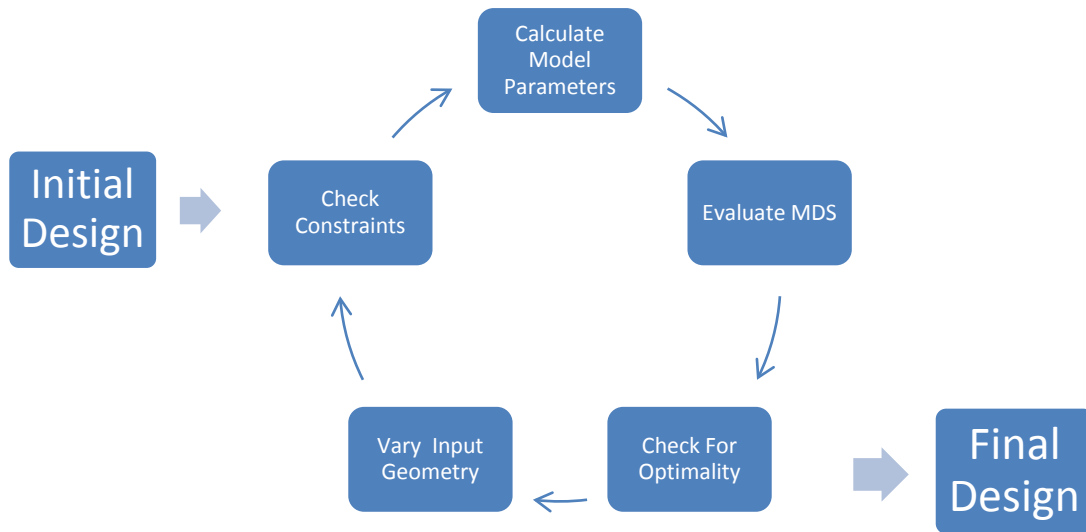 Initial
Design
Check
Constraints
Calculate
Model
Parameters
Evaluate MDS
Check For
Optimality
Vary Input
Geometry
Final
Design